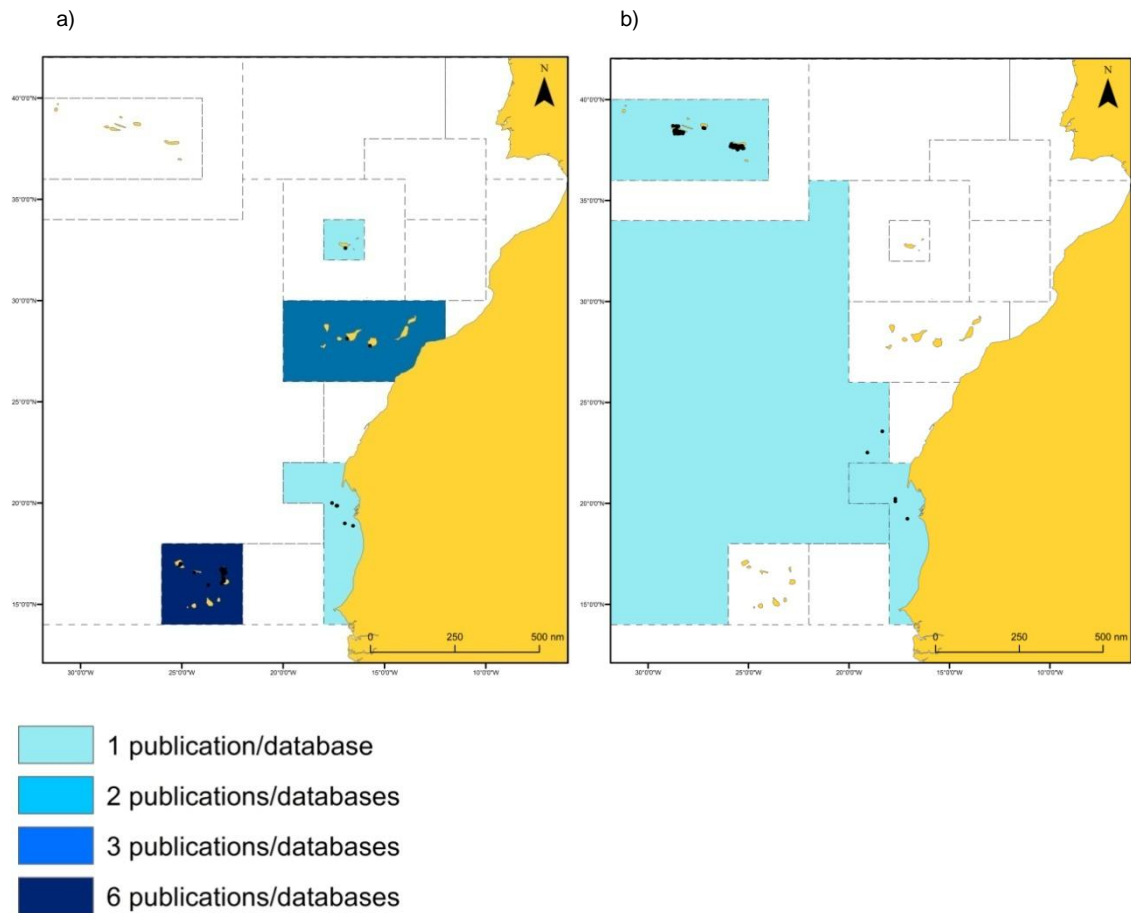 a)
b)
N
N
40°0'0"N
40°0'0"N
35°0'0"N
35°0'0"N
30°0'0"N
30°0'0"N
25°0'0"N
25°0'0"N
20°0'0"N
20°0'0"N
15°0'0"N
15°0'0"N
0 250 500 nm
0 250 500 nm
30°0'0"W 25°0'0"W 20°0'0"W 15°0'0"W 10°0'0"W
30°0'0"W 25°0'0"W 20°0'0"W 15°0'0"W 10°0'0"W
1 publication/database
2 publications/databases
3 publications/databases
6 publications/databases